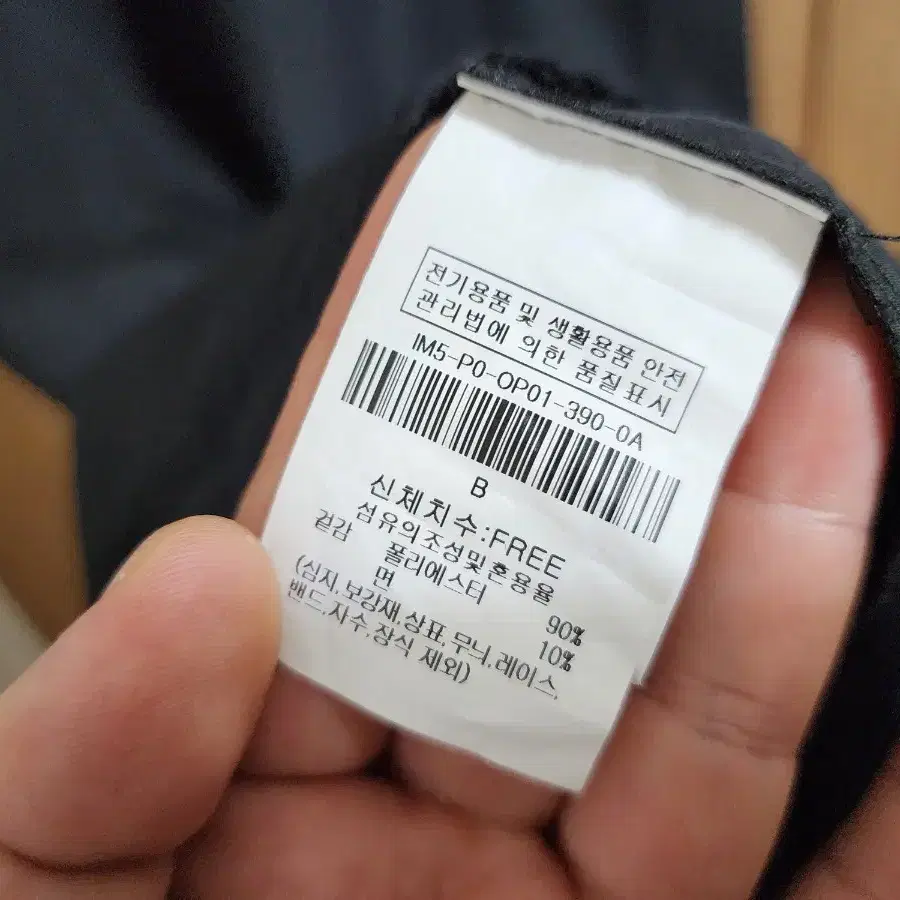 전기용품 및 생활용품 안전
관리법에 의한 품질표시
IM5-P0-OP01-390-0A
B
신체치수:FREE
섬유의조성및혼용율
겉감 폴리에스터 90%
면 10%
(심지,보강재,상표,무늬,레이스,
밴드,자수,장식 제외)